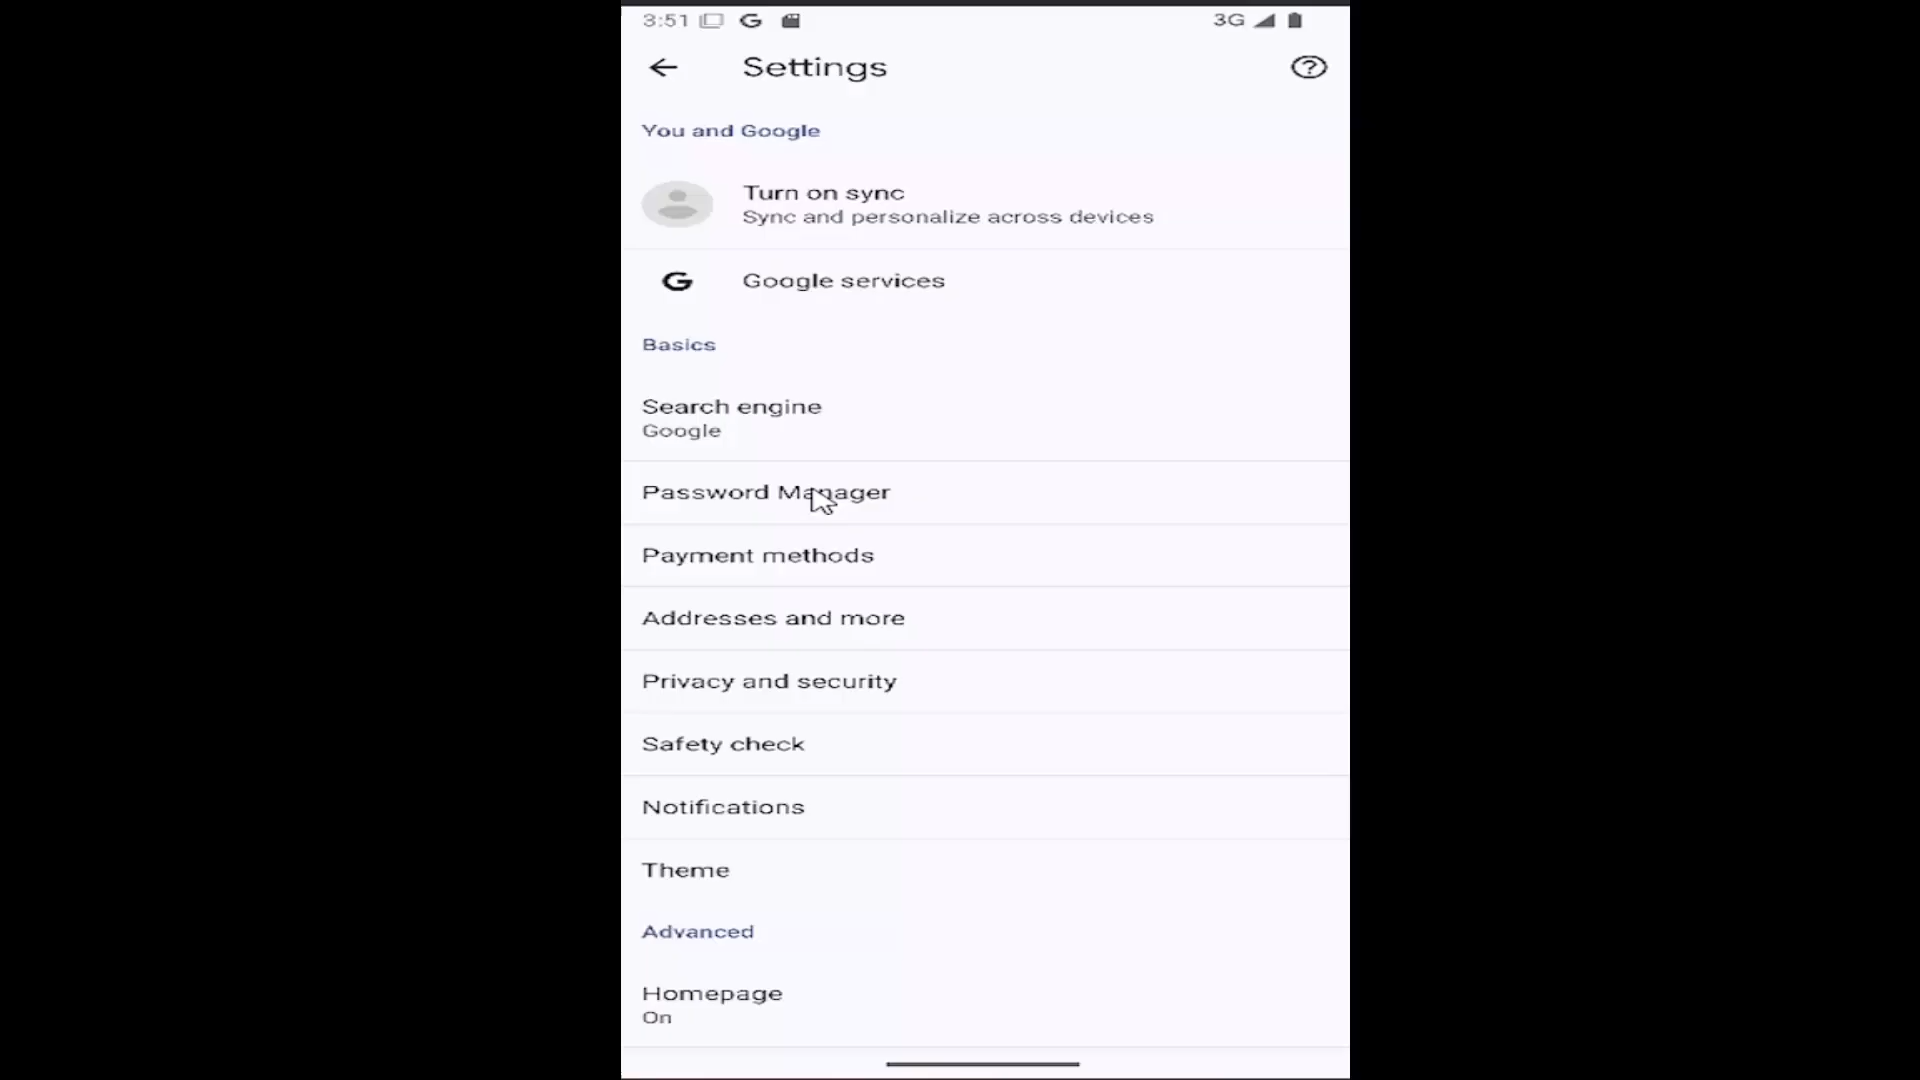 3:51
3G
Settings
You and Google
Turn on sync
Sync and personalize across devices
Google services
Basics
Search engine
Google
Password Manager
Payment methods
Addresses and more
Privacy and security
Safety check
Notifications
Theme
Advanced
Homepage
On